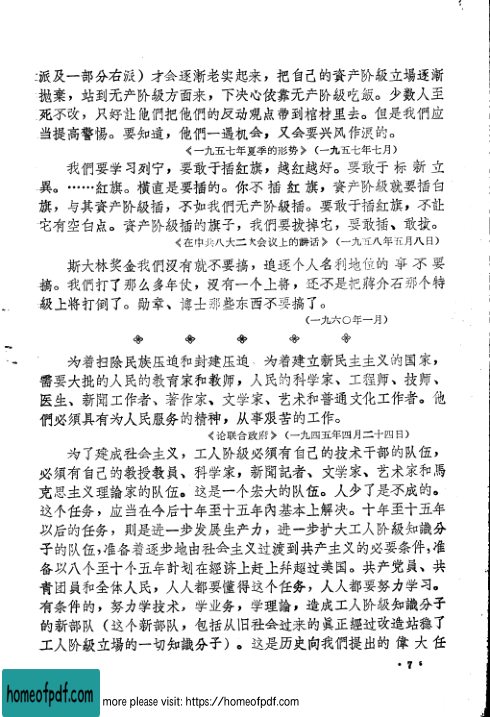 派及一部分右派）才会逐漸老实起来，把自己的資产阶級立場逐漸
抛棄，站到无产阶級方面来，下决心依靠无产阶級吃飯。少数人至
死不改，只好让他們把他們的反动观点帶到棺材里去。但是我們应
当提高警惕。要知道，他們一遇机会，又会要兴风作浪的。
《一九五七年夏季的形势》（一九五七年七月）
我們要学习列宁，要敢于插紅旗，越紅越好。要敢于标新立
異。……紅旗。橫直是要插的。你不插紅旗，資产阶級就要插白
旗，与其資产阶級插，不如我們无产阶級插。要敢于插紅旗，不让
它有空白点。資产阶級插的旗子，我們要拔掉它，要敢插、敢拔。
《在中共八大二次会议上的讲话》（一九五八年五月八日）
斯大林奖金我們沒有就不要搞，追逐个人名利地位的事不要
搞。我們打了那么多年仗，沒有一个上將，还不是把蔣介石那个特
級上將打倒了。勛章、博士那些东西不要搞了。
（一九六〇年一月）
为着扫除民族压迫和封建压迫 为着建立新民主主义的国家，
需要大批的人民的教育家和教师，人民的科学家、工程师、技师、
医生、新聞工作者、著作家、文学家、艺术和普通文化工作者。他
們必須具有为人民服务的精神，从事艰苦的工作。
《论联合政府》（一九四五年四月二十四日）
为了建成社会主义，工人阶級必須有自己的技术干部的队伍，
必須有自己的教授教員、科学家，新聞記者、文学家、艺术家和馬
克思主义理論家的队伍。这是一个宏大的队伍。人少了是不成的。
这个任务，应当在今后十年至十五年內基本上解决。十年至十五年
以后的任务，則是进一步发展生产力，进一步扩大工人阶級知識分
子的队伍，准备着逐步地由社会主义过渡到共产主义的必要条件，准
备以八个至十个五年計划在經济上赶上幷超过美国。共产党員、共
青团員和全体人民，人人都要懂得这个任务，人人都要努力学习。
有条件的，努力学技术，学业务，学理論，造成工人阶級知識分子
的新部队（这个新部队，包括从旧社会过来的眞正經过改造站稳了
工人阶級立場的一切知識分子）。这是历史向我們提出的偉大任
·7·
homeofpdf.com
more please visit: https://homeofpdf.com